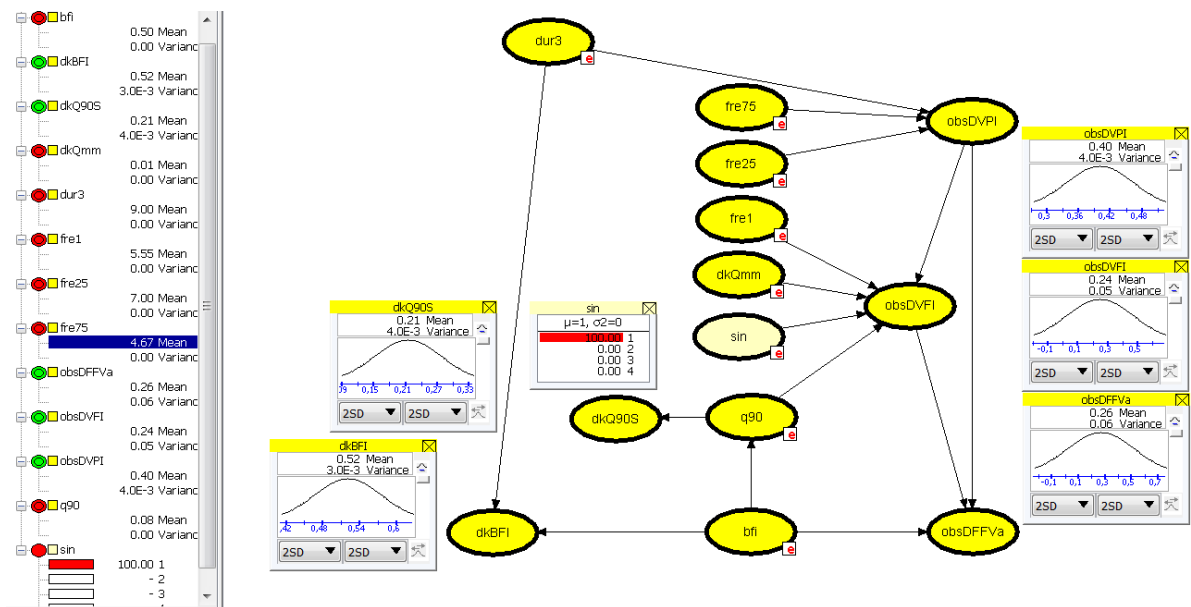 bfi
0.50 Mean
0.00 Varianc
dkBFI
0.52 Mean
3.0E-3 Varianc
dkQ90S
0.21 Mean
4.0E-3 Varianc
dkQmm
0.01 Mean
0.00 Varianc
dur3
9.00 Mean
0.00 Varianc
fre1
5.55 Mean
0.00 Varianc
fre25
7.00 Mean
0.00 Varianc
fre75
4.67 Mean
0.00 Varianc
obsDFFVa
0.26 Mean
0.06 Varianc
obsDVFI
0.24 Mean
0.05 Varianc
obsDVPI
0.40 Mean
4.0E-3 Varianc
q90
0.08 Mean
0.00 Varianc
sin
100.00 1
- 2
- 3
dur3
e
fre75
e
obsDVPI
fre25
e
fre1
e
dkQmm
e
obsDVFI
sin
e
dkQ90S
q90
e
dkBFI
bfi
e
obsDFFVa
dkQ90S
0.21 Mean
4.0E-3 Variance
0,15 0,21 0,27 0,33
2SD 2SD
sin
μ=1, σ2=0
100.00 1
0.00 2
0.00 3
0.00 4
dkBFI
0.52 Mean
3.0E-3 Variance
,42 0,48 0,54 0,6
2SD 2SD
obsDVPI
0.40 Mean
4.0E-3 Variance
0,3 0,36 0,42 0,48
2SD 2SD
obsDVFI
0.24 Mean
0.05 Variance
-0,1 0,1 0,3 0,5
2SD 2SD
obsDFFVa
0.26 Mean
0.06 Variance
-0,1 0,1 0,3 0,5 0,7
2SD 2SD